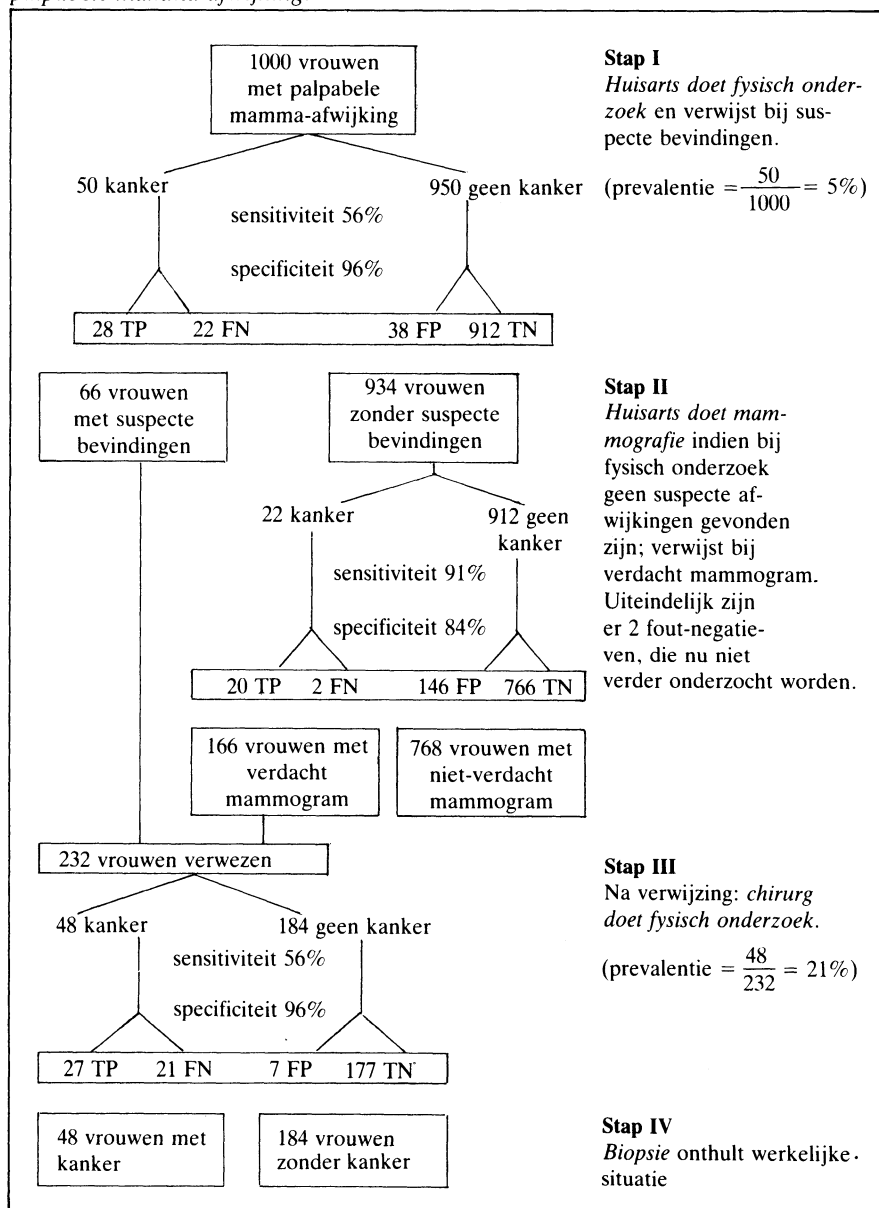 1000 vrouwen
met palpabele
mamma-afwijking
Stap I
Huisarts doet fysisch onder-
zoek en verwijst bij sus-
pecte bevindingen.
(prevalentie = 50/1000 = 5%)
50 kanker
950 geen kanker
sensitiviteit 56%
specificiteit 96%
28 TP 22 FN 38 FP 912 TN
66 vrouwen
met suspecte
bevindingen
934 vrouwen
zonder suspecte
bevindingen
Stap II
Huisarts doet mam-
mografie indien bij
fysisch onderzoek
geen suspecte af-
wijkingen gevonden
zijn; verwijst bij
verdacht mammogram.
Uiteindelijk zijn
er 2 fout-negatie-
ven, die nu niet
verder onderzocht worden.
22 kanker
912 geen
kanker
sensitiviteit 91%
specificiteit 84%
20 TP 2 FN 146 FP 766 TN
166 vrouwen met
verdacht
mammogram
768 vrouwen met
niet-verdacht
mammogram
232 vrouwen verwezen
Stap III
Na verwijzing: chirurg
doet fysisch onderzoek.
(prevalentie = 48/232 = 21%)
48 kanker
184 geen kanker
sensitiviteit 56%
specificiteit 96%
27 TP 21 FN 7 FP 177 TN
48 vrouwen met
kanker
184 vrouwen
zonder kanker
Stap IV
Biopsie onthult werkelijke
situatie